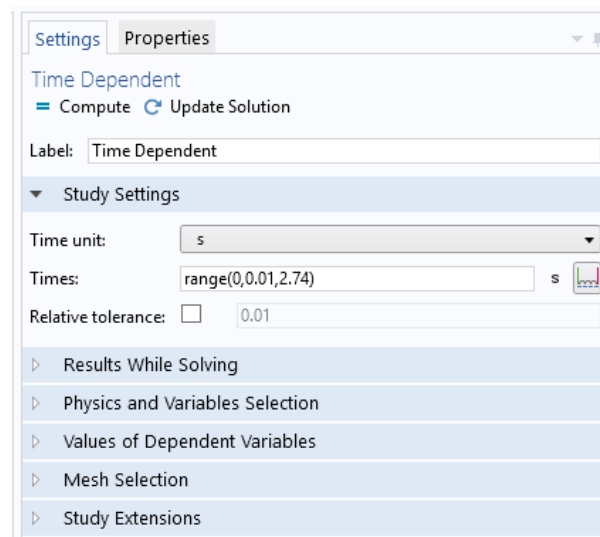 Settings Properties
Time Dependent
= Compute Update Solution
Label: Time Dependent
Study Settings
Time unit: s
Times: range(0,0.01,2.74) s
Relative tolerance: 0.01
Results While Solving
Physics and Variables Selection
Values of Dependent Variables
Mesh Selection
Study Extensions